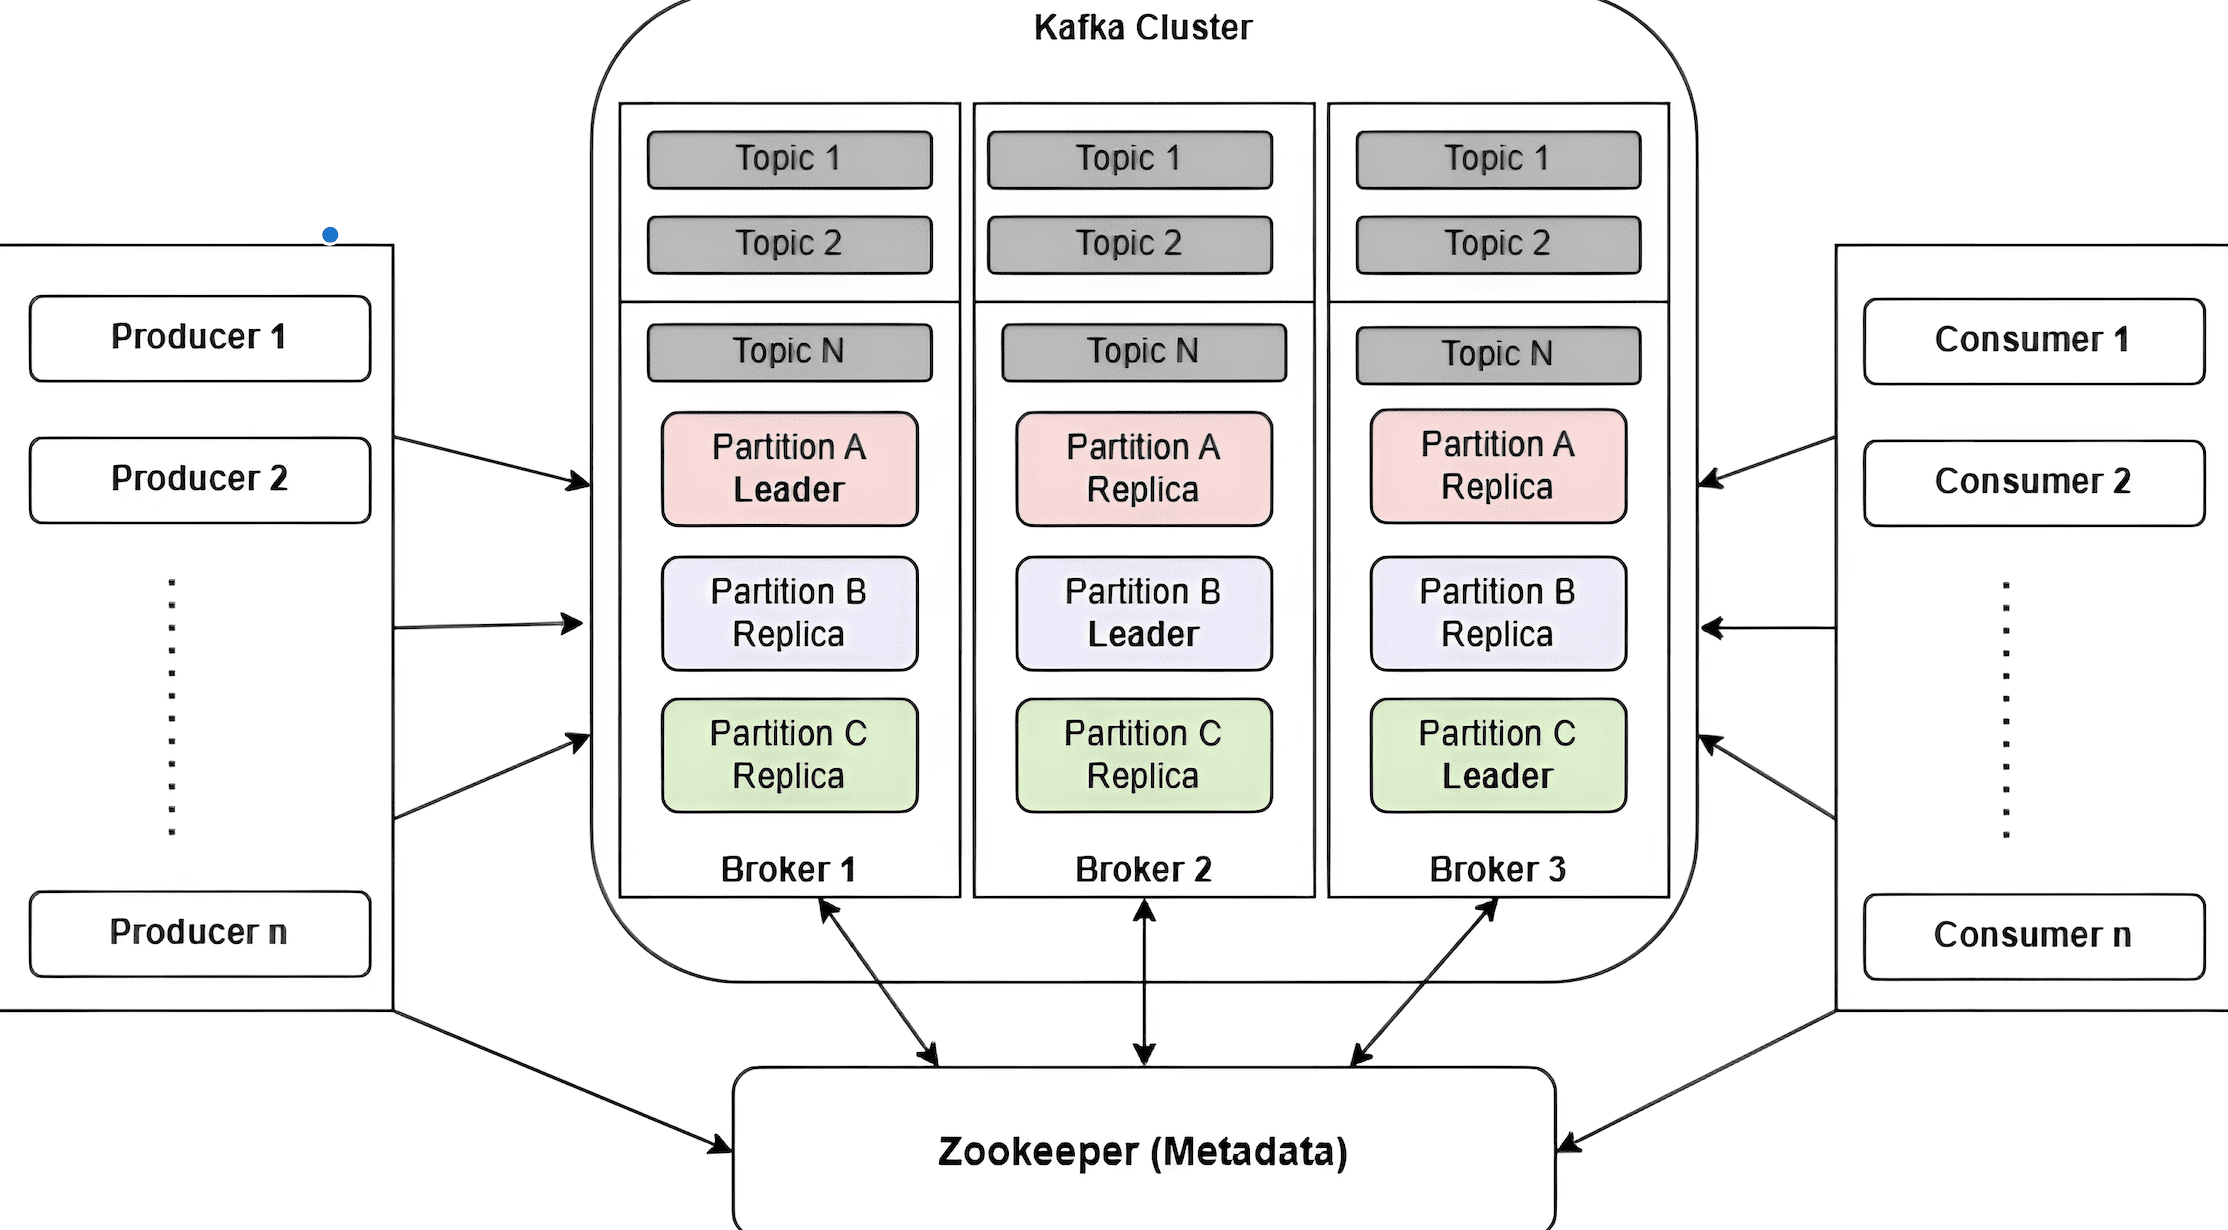 Kafka Cluster
Producer 1
Producer 2
Producer n
Topic 1
Topic 2
Topic N
Partition A
Leader
Partition B
Replica
Partition C
Replica
Broker 1
Topic 1
Topic 2
Topic N
Partition A
Replica
Partition B
Leader
Partition C
Replica
Broker 2
Topic 1
Topic 2
Topic N
Partition A
Replica
Partition B
Replica
Partition C
Leader
Broker 3
Consumer 1
Consumer 2
Consumer n
Zookeeper (Metadata)